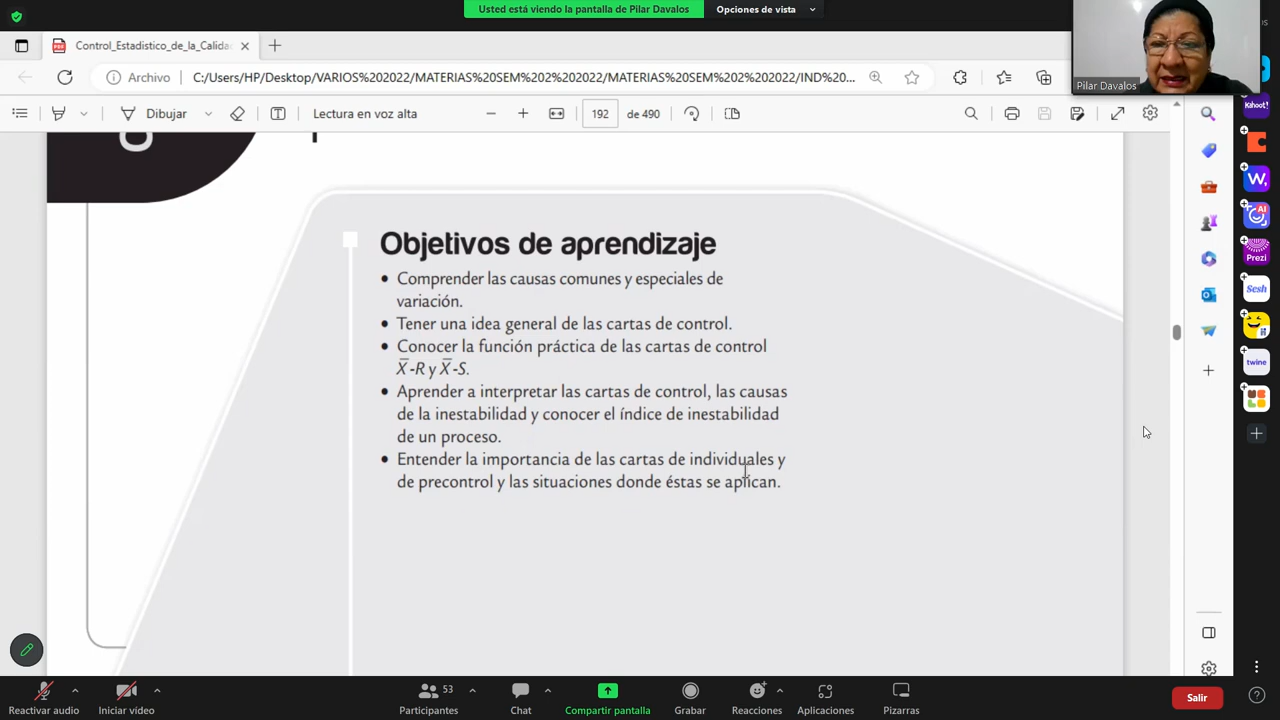 Usted está viendo la pantalla de Pilar Davalos
Opciones de vista
Control_Estadistico_de_la_Calida
Archivo
C:/Users/HP/Desktop/VARIOS%202022/MATERIAS%20SEM%202%202022/MATERIAS%20SEM%202%202022/IND%20...
Pilar Davalos
Dibujar
Lectura en voz alta
192
de 490
Objetivos de aprendizaje
• Comprender las causas comunes y especiales de
variación.
• Tener una idea general de las cartas de control.
• Conocer la función práctica de las cartas de control
X̅-R y X̅-S.
• Aprender a interpretar las cartas de control, las causas
de la inestabilidad y conocer el índice de inestabilidad
de un proceso.
• Entender la importancia de las cartas de individuales y
de precontrol y las situaciones donde éstas se aplican.
Kahoot!
W,
AI
Prezi
Sesh
twine
Reactivar audio
Iniciar video
53
Participantes
Chat
Compartir pantalla
Grabar
Reacciones
Aplicaciones
Pizarras
Salir